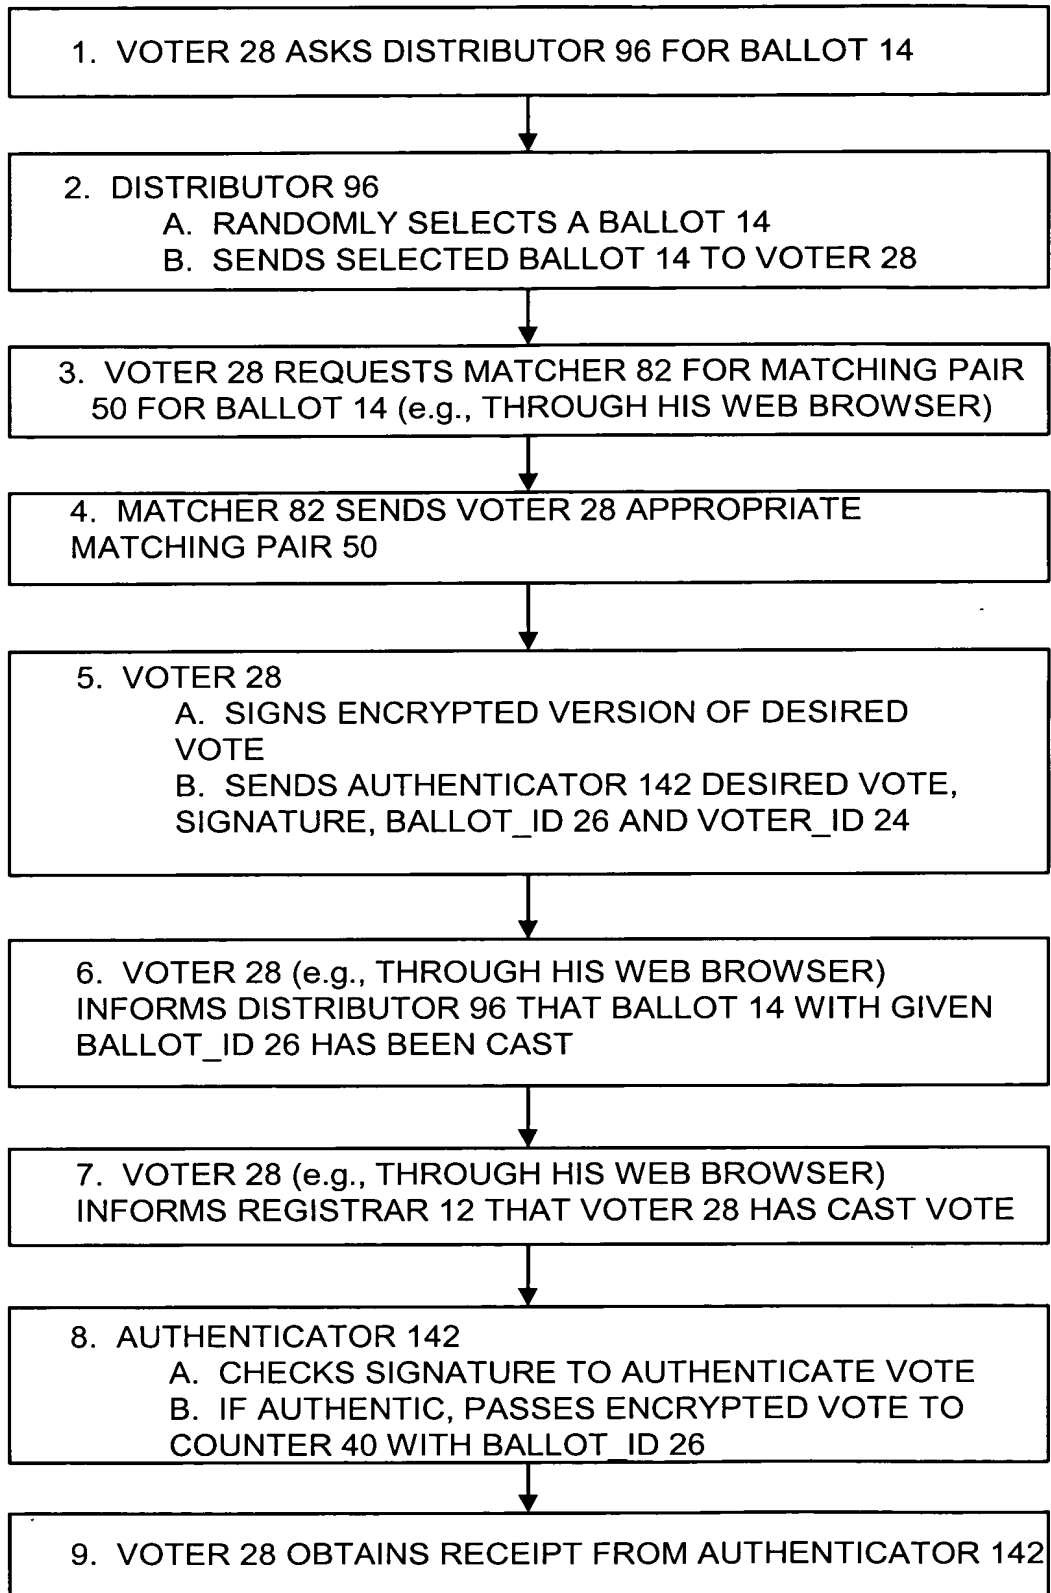 1. VOTER 28 ASKS DISTRIBUTOR 96 FOR BALLOT 14
2. DISTRIBUTOR 96
A. RANDOMLY SELECTS A BALLOT 14
B. SENDS SELECTED BALLOT 14 TO VOTER 28
3. VOTER 28 REQUESTS MATCHER 82 FOR MATCHING PAIR
50 FOR BALLOT 14 (e.g., THROUGH HIS WEB BROWSER)
4. MATCHER 82 SENDS VOTER 28 APPROPRIATE
MATCHING PAIR 50
5. VOTER 28
A. SIGNS ENCRYPTED VERSION OF DESIRED
VOTE
B. SENDS AUTHENTICATOR 142 DESIRED VOTE,
SIGNATURE, BALLOT_ID 26 AND VOTER_ID 24
6. VOTER 28 (e.g., THROUGH HIS WEB BROWSER)
INFORMS DISTRIBUTOR 96 THAT BALLOT 14 WITH GIVEN
BALLOT_ID 26 HAS BEEN CAST
7. VOTER 28 (e.g., THROUGH HIS WEB BROWSER)
INFORMS REGISTRAR 12 THAT VOTER 28 HAS CAST VOTE
8. AUTHENTICATOR 142
A. CHECKS SIGNATURE TO AUTHENTICATE VOTE
B. IF AUTHENTIC, PASSES ENCRYPTED VOTE TO
COUNTER 40 WITH BALLOT_ID 26
9. VOTER 28 OBTAINS RECEIPT FROM AUTHENTICATOR 142